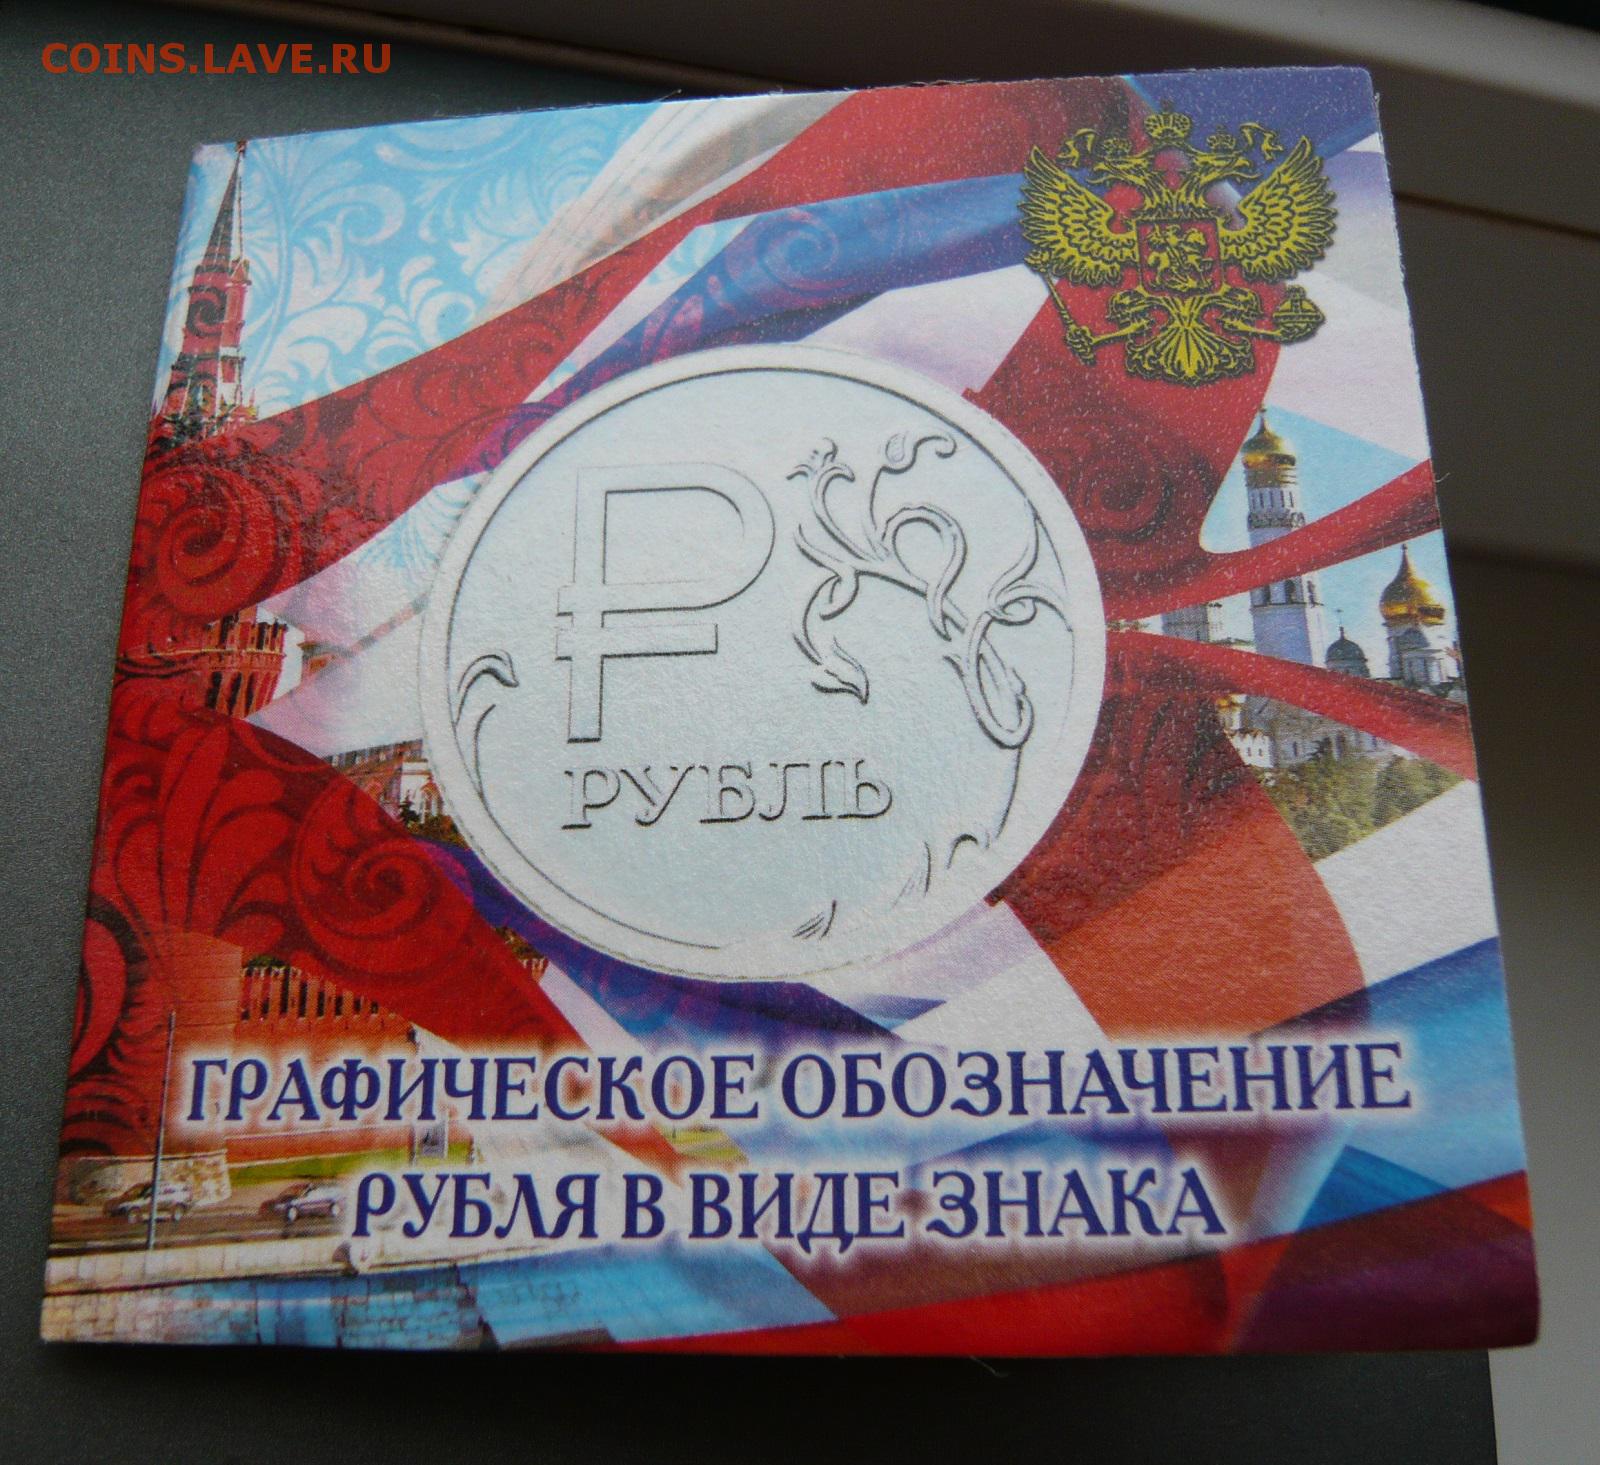 COINS.LAVE.RU
РУБЛЬ
ГРАФИЧЕСКОЕ ОБОЗНАЧЕНИЕ
РУБЛЯ В ВИДЕ ЗНАКА